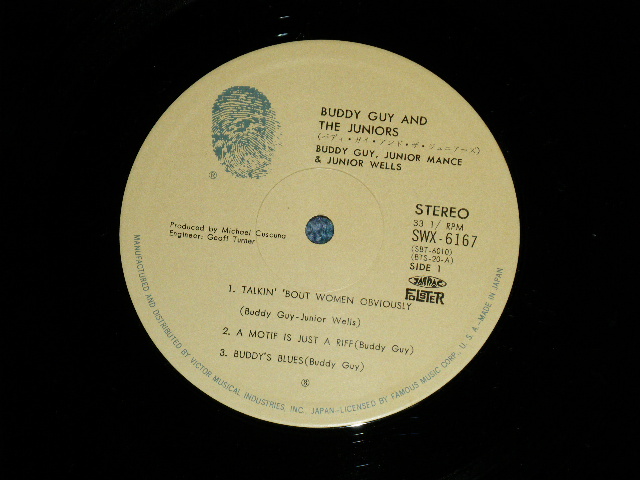 BUDDY GUY AND
THE JUNIORS
(バディ・ガイ・アンド・ザ・ジュニアーズ)
BUDDY GUY, JUNIOR MANCE
& JUNIOR WELLS
®
Produced by Michael Cuscuna
Engineer: Geoff Turner
STEREO
33 1/ RPM
SWX-6167
(SBT-6010)
(BTS-20-A)
SIDE 1
1. TALKIN' 'BOUT WOMEN OBVIOUSLY
(Buddy Guy-Junior Wells)
2. A MOTIF IS JUST A RIFF(Buddy Guy)
3. BUDDY'S BLUES(Buddy Guy)
MANUFACTURED AND DISTRIBUTED BY VICTOR MUSICAL INDUSTRIES, INC. JAPAN-LICENSED BY FAMOUS MUSIC CORP., U.S.A.-MADE IN JAPAN